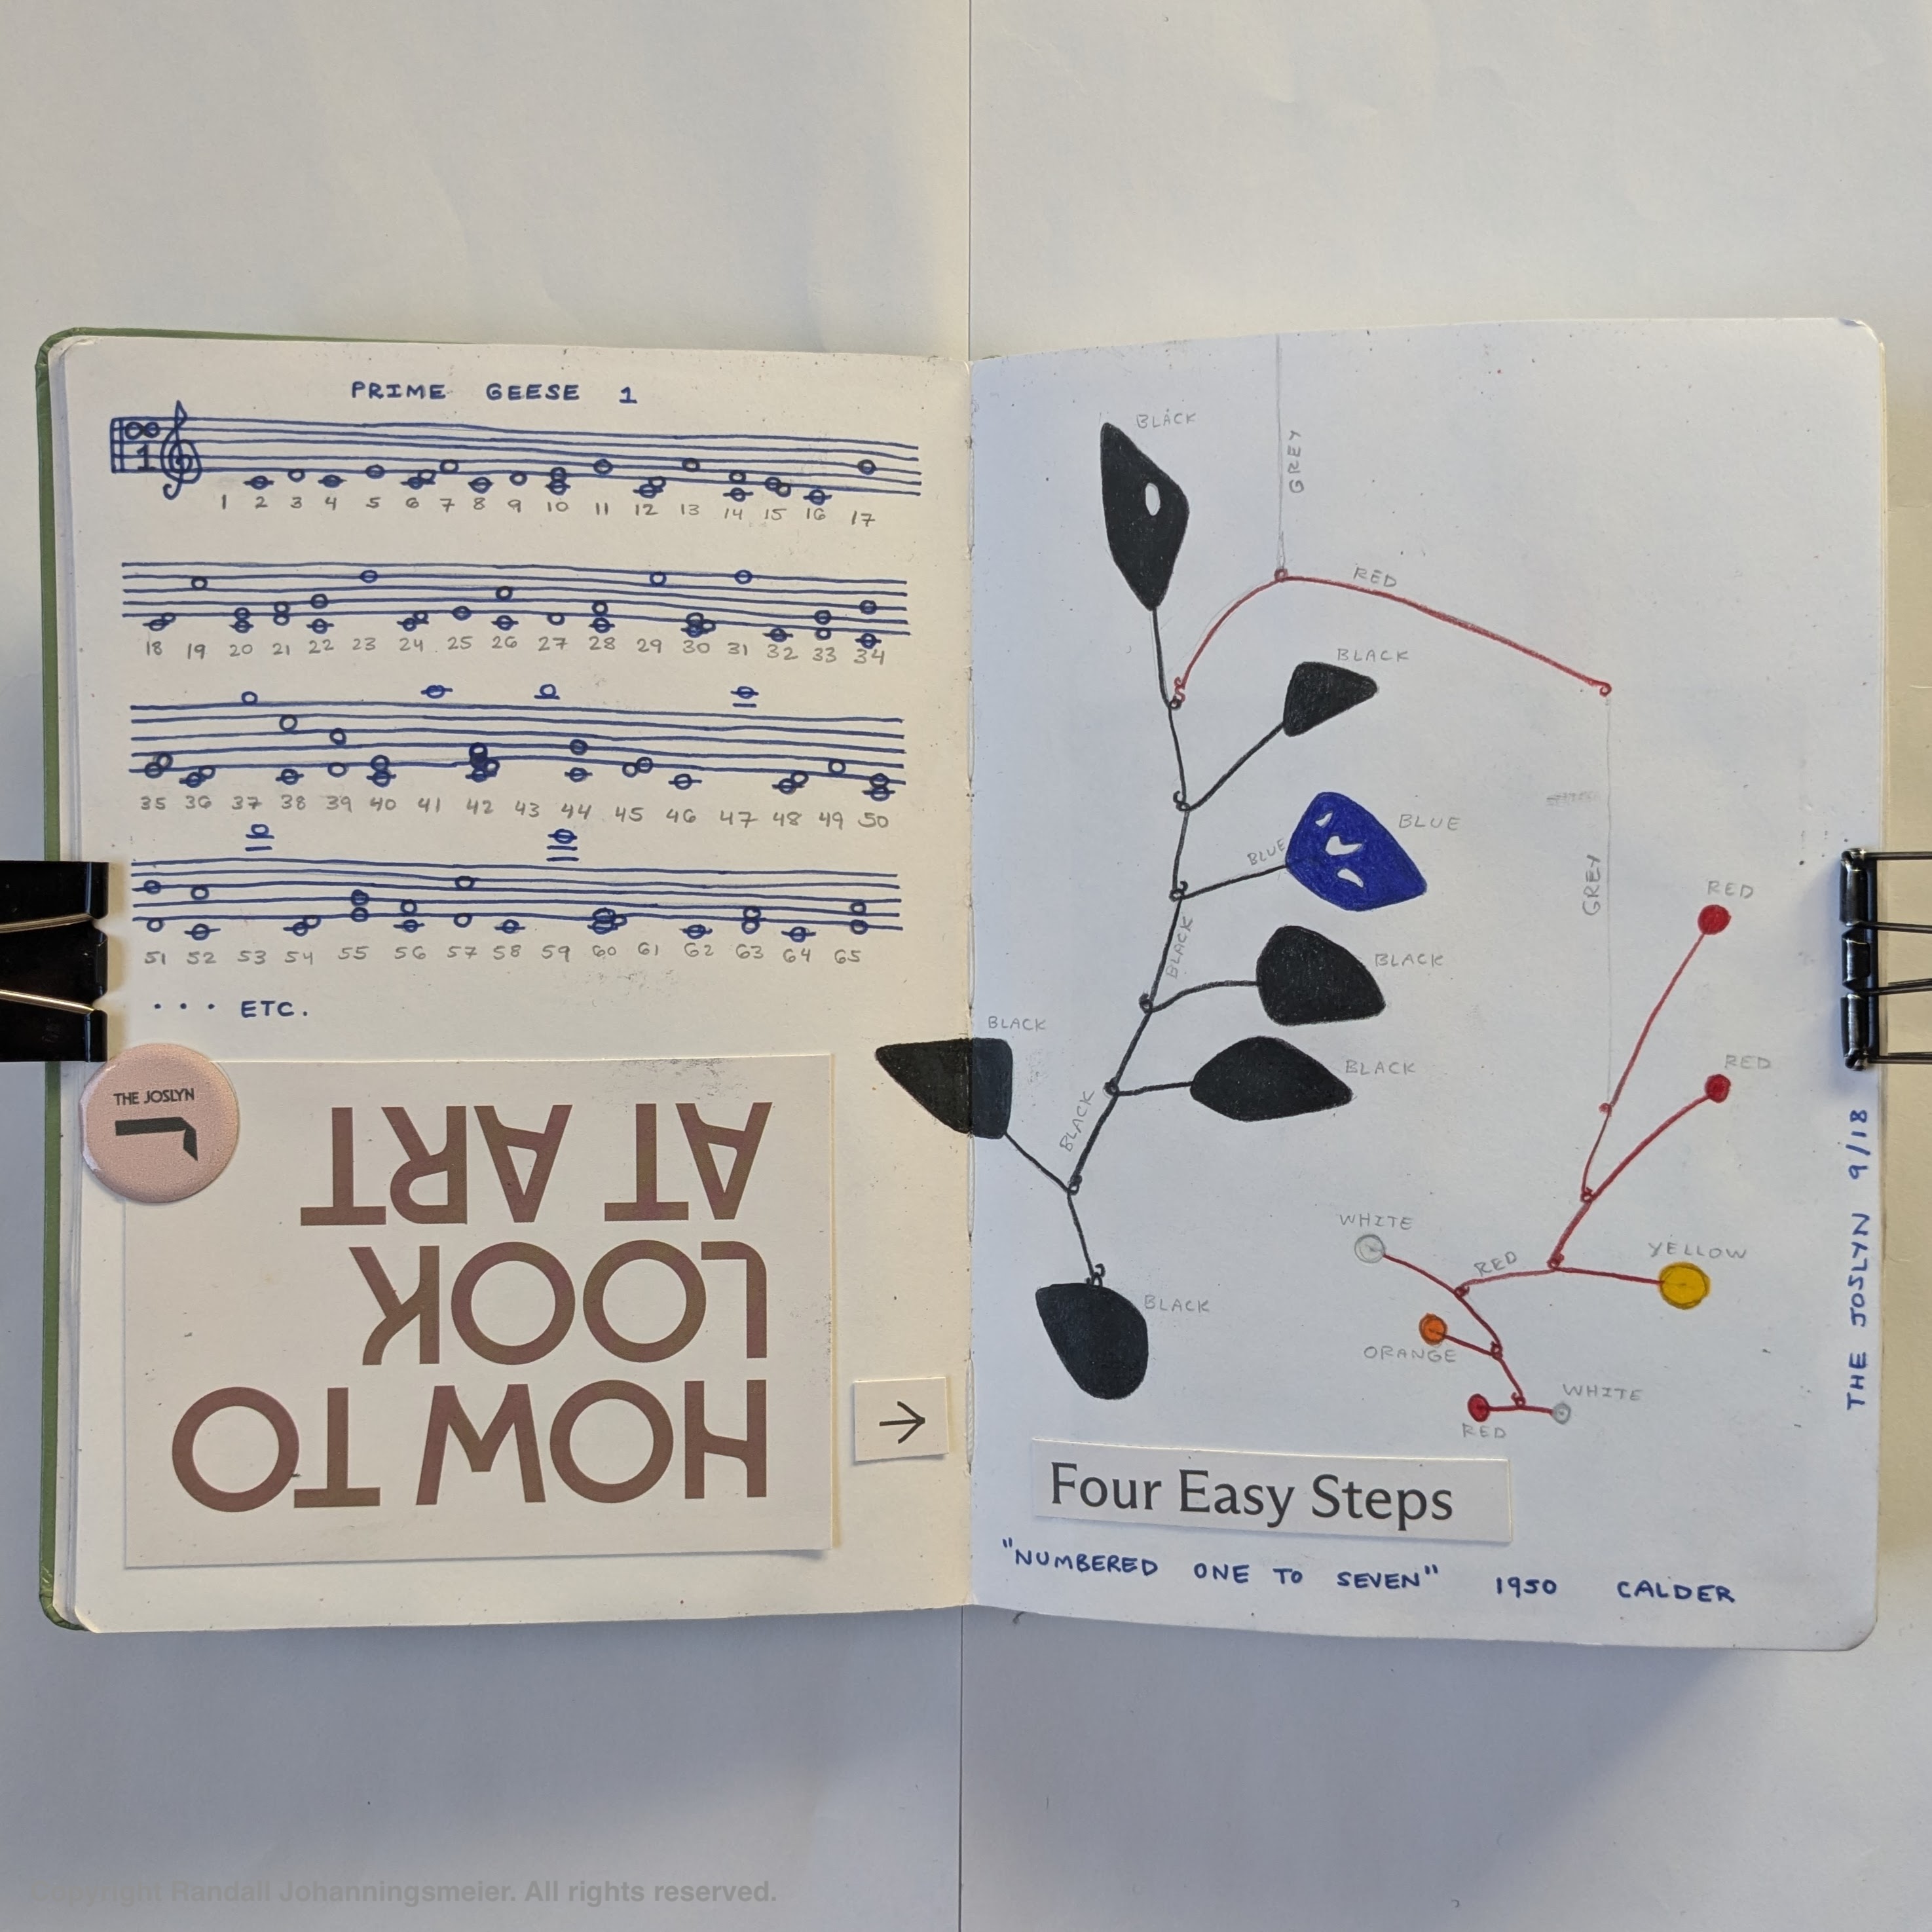 PRIME GEESE 1
1
1 2 3 4 5 6 7 8 9 10 11 12 13 14 15 16 17
18 19 20 21 22 23 24 25 26 27 28 29 30 31 32 33 34
35 36 37 38 39 40 41 42 43 44 45 46 47 48 49 50
51 52 53 54 55 56 57 58 59 60 61 62 63 64 65
... ETC.
THE JOSLYN
HOW TO
LOOK
AT ART
→
BLACK
GREY
RED
BLACK
BLUE
BLUE
BLACK
BLACK
GREY
RED
BLACK
BLACK
BLACK
RED
WHITE
RED
YELLOW
BLACK
ORANGE
WHITE
RED
THE JOSLYN 9/18
Four Easy Steps
"NUMBERED ONE TO SEVEN" 1950 CALDER
Copyright Randall Johanningsmeier. All rights reserved.